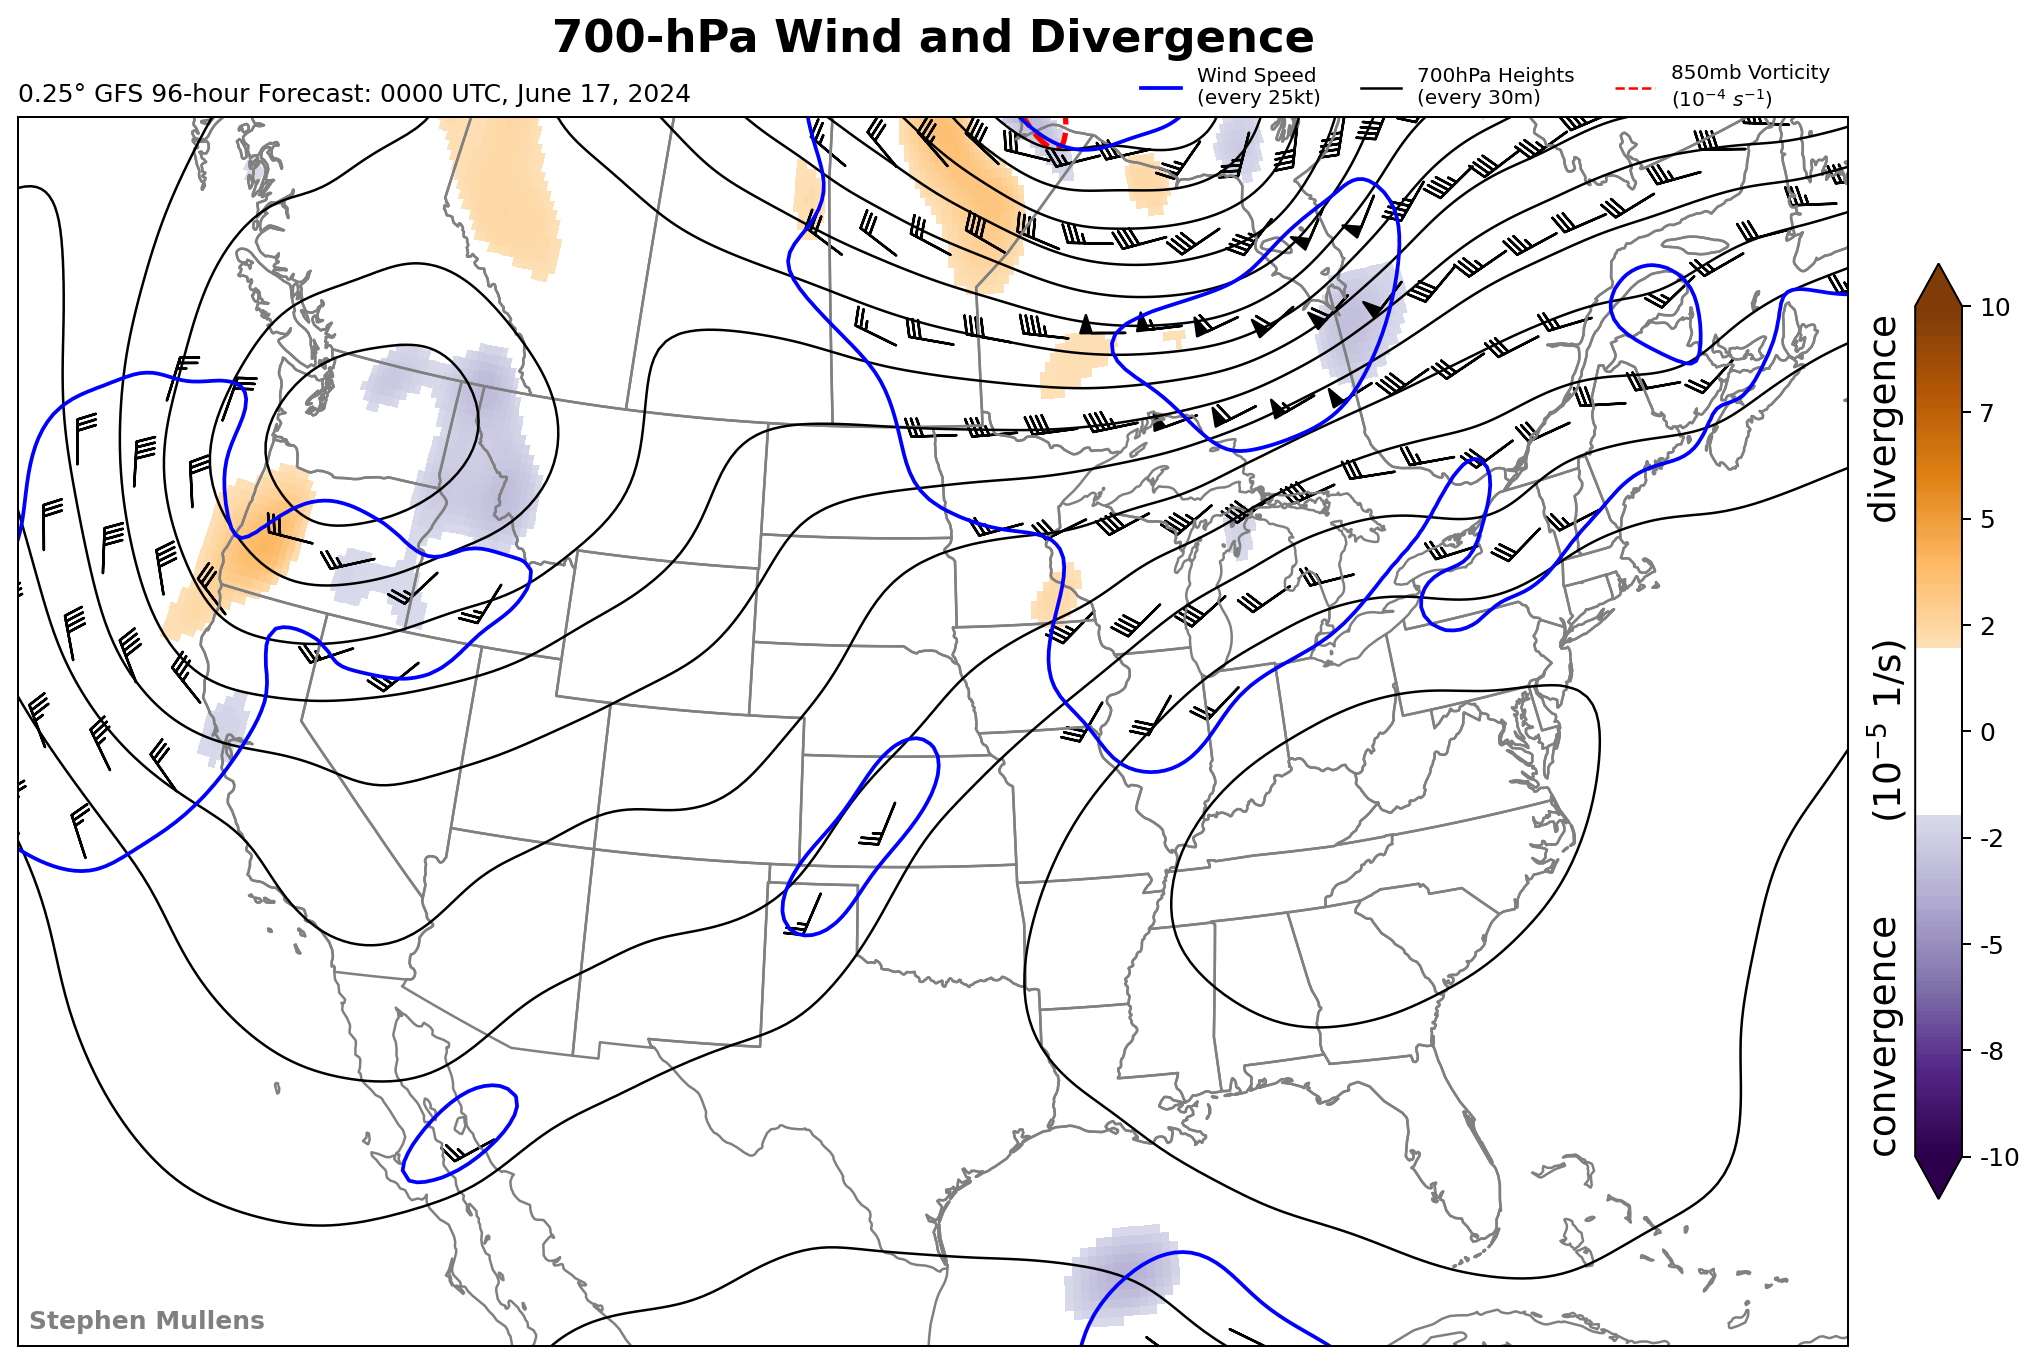 700-hPa Wind and Divergence
0.25° GFS 96-hour Forecast: 0000 UTC, June 17, 2024
Wind Speed
(every 25kt)
700hPa Heights
(every 30m)
850mb Vorticity
(10⁻⁴ s⁻¹)
10
7
5
2
0
-2
-5
-8
-10
convergence (10⁻⁵ 1/s) divergence
Stephen Mullens